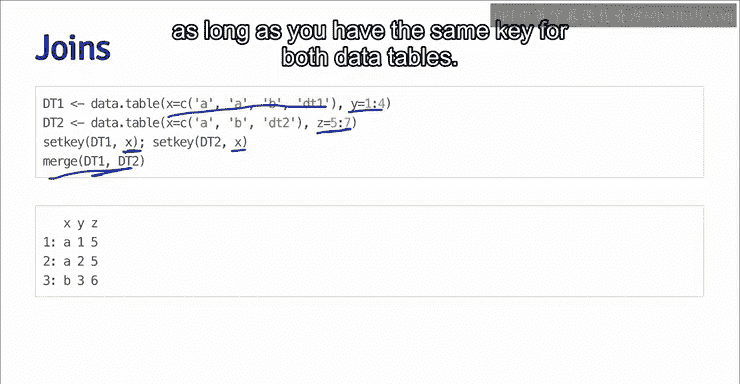 as long as you have the same key for
both data tables.
Joins
DT1 <- data.table(x=c('a', 'a', 'b', 'dt1'), y=1:4)
DT2 <- data.table(x=c('a', 'b', 'dt2'), z=5:7)
setkey(DT1, x); setkey(DT2, x)
merge(DT1, DT2)
x y z
1: a 1 5
2: a 2 5
3: b 3 6